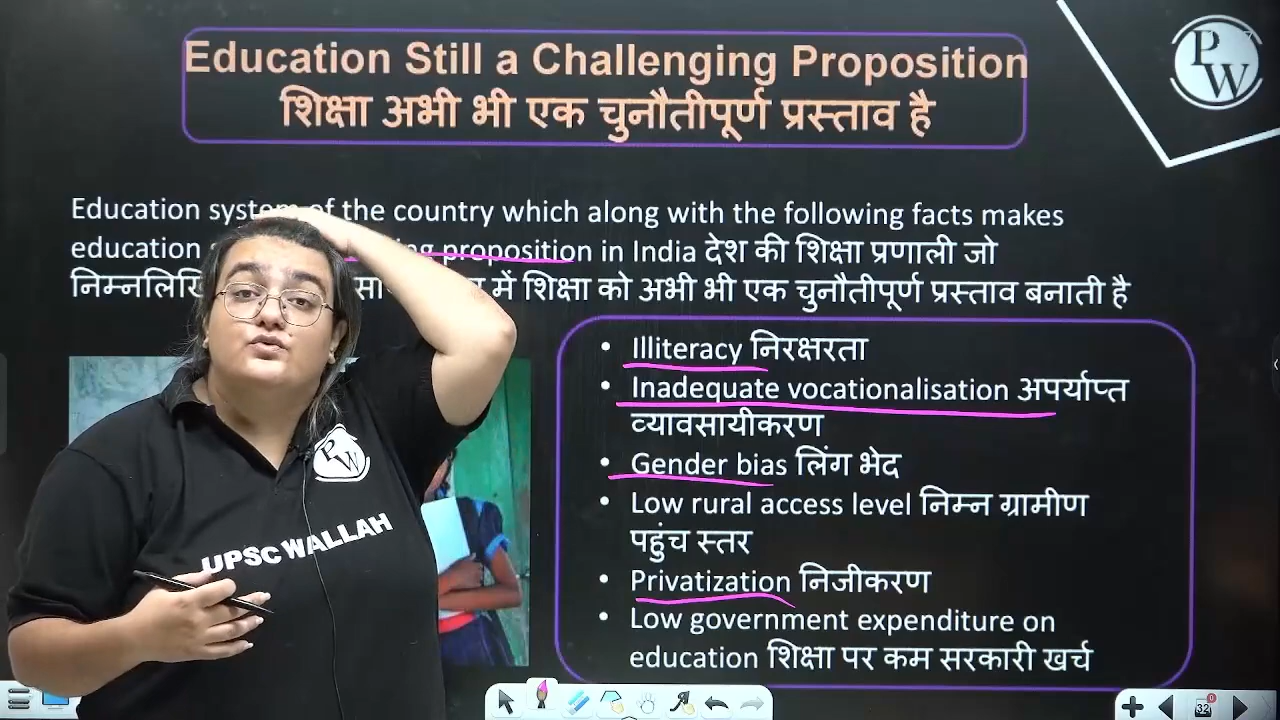 Education Still a Challenging Proposition
शिक्षा अभी भी एक चुनौतीपूर्ण प्रस्ताव है
PW
Education system of the country which along with the following facts makes
education proposition in India देश की शिक्षा प्रणाली जो
में शिक्षा को अभी भी एक चुनौतीपूर्ण प्रस्ताव बनाती है
• Illiteracy निरक्षरता
• Inadequate vocationalisation अपर्याप्त
व्यावसायीकरण
• Gender bias लिंग भेद
• Low rural access level निम्न ग्रामीण
पहुंच स्तर
• Privatization निजीकरण
• Low government expenditure on
education शिक्षा पर कम सरकारी खर्च
PW
UPSC WALLAH
32